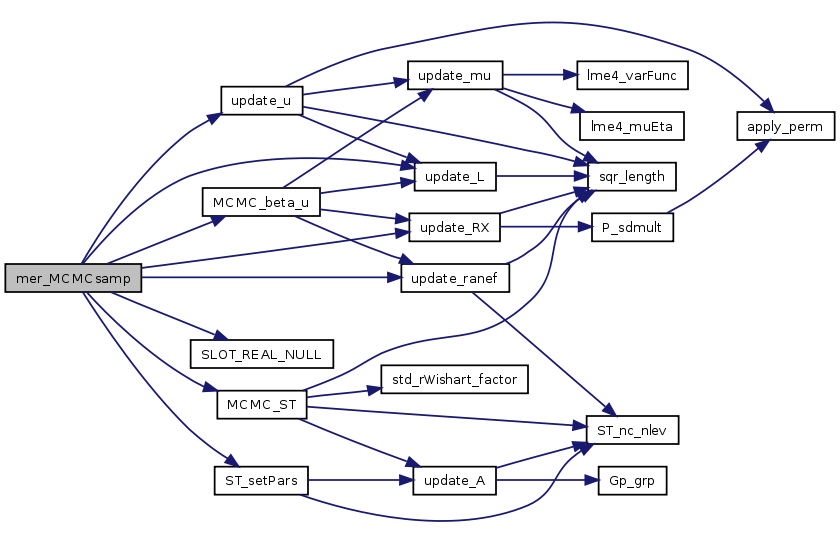 mer_MCMCsamp
update_u
MCMC_beta_u
SLOT_REAL_NULL
MCMC_ST
ST_setPars
update_mu
update_L
update_RX
update_ranef
std_rWishart_factor
update_A
lme4_varFunc
lme4_muEta
sqr_length
P_sdmult
ST_nc_nlev
Gp_grp
apply_perm